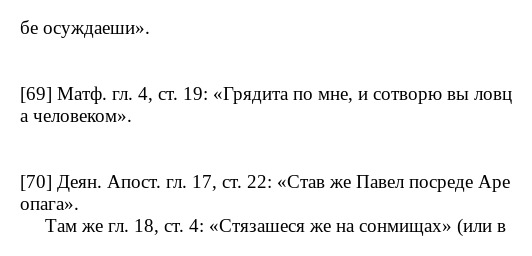 бе осуждаеши».
[69] Матф. гл. 4, ст. 19: «Грядита по мне, и сотворю вы ловц
а человеком».
[70] Деян. Апост. гл. 17, ст. 22: «Став же Павел посреде Аре
опага».
Там же гл. 18, ст. 4: «Стязашеся же на сонмищах» (или в